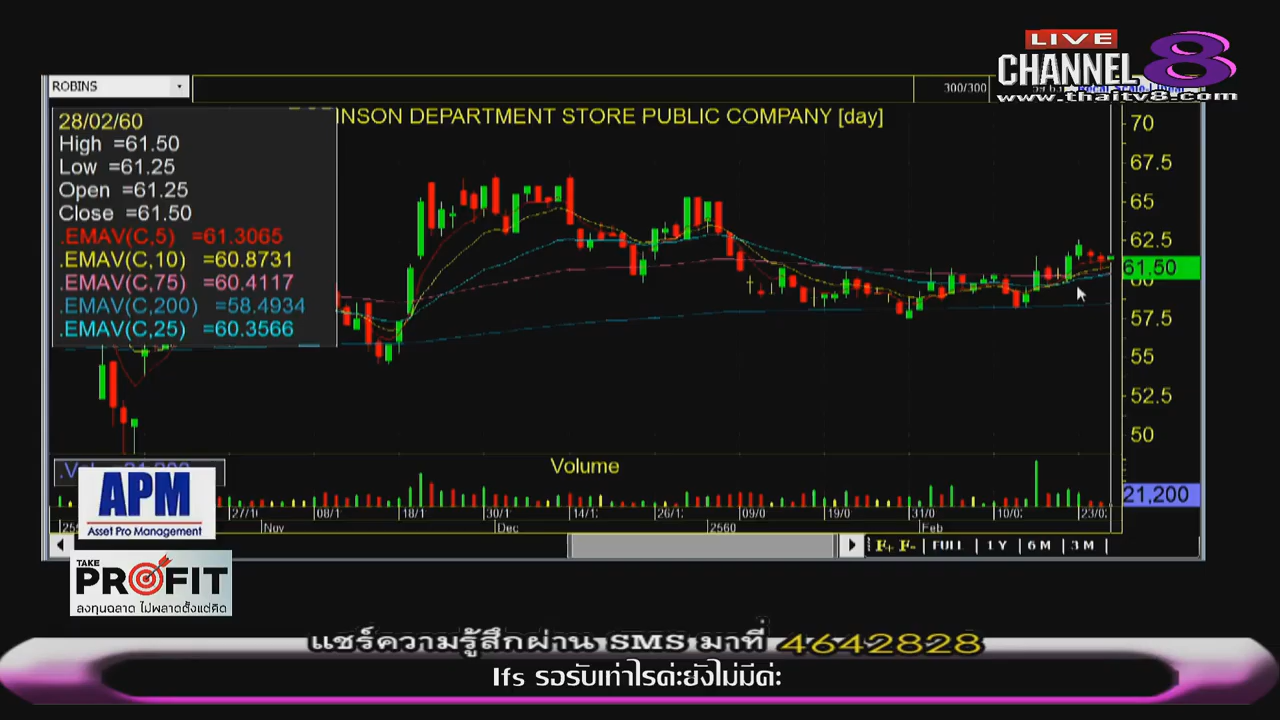 LIVE
CHANNEL 8
www.thaitv8.com
ROBINS
300/300
INSON DEPARTMENT STORE PUBLIC COMPANY [day]
28/02/60
High =61.50
Low =61.25
Open =61.25
Close =61.50
.EMAV(C,5) =61.3065
.EMAV(C,10) =60.8731
.EMAV(C,75) =60.4117
.EMAV(C,200) =58.4934
.EMAV(C,25) =60.3566
70
67.5
65
62.5
61.50
60
57.5
55
52.5
50
Volume
21,200
27/1
08/1
18/1
30/1
14/1
26/1
09/0
19/0
31/0
10/0
23/0
Nov
Dec
2560
Feb
F+ F- FULL 1 Y 6 M 3 M
APM
Asset Pro Management
TAKE
PROFIT
ลงทุนฉลาด ไม่พลาดตั้งแต่คิด
แชร์ความรู้สึกผ่าน SMS มาที่ 4642828
Ifs รอรับเท่าไรค่ะยังไม่มีค่ะ